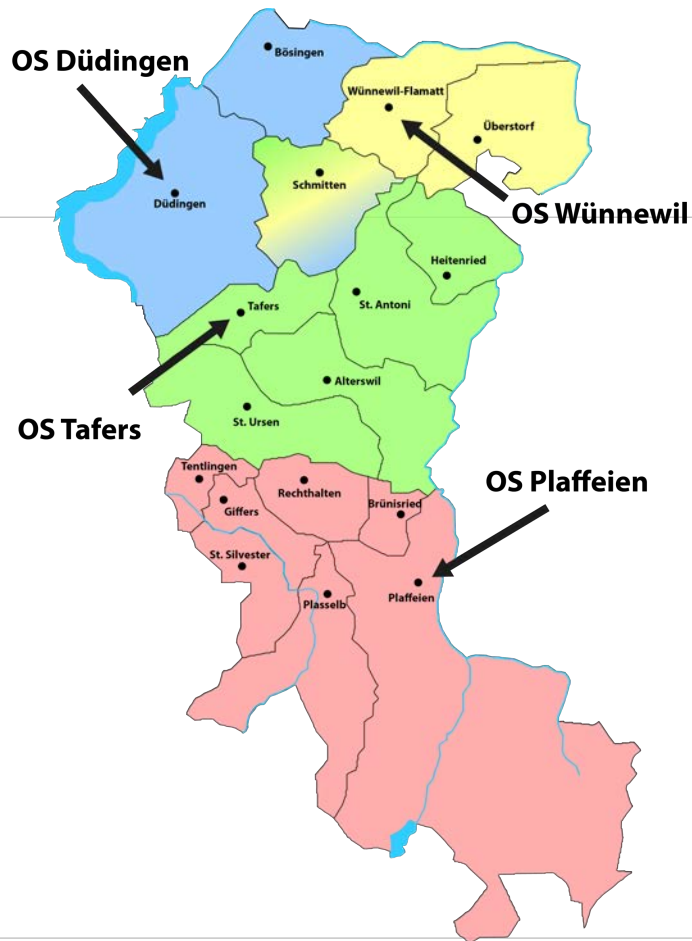 Bösingen
OS Düdingen
Wünnewil-Flamatt
Überstorf
Schmitten
Düdingen
OS Wünnewil
Heitenried
Tafers
St. Antoni
Alterswil
St. Ursen
OS Tafers
Tentlingen
Rechthalten
OS Plaffeien
Giffers
Brünisried
St. Silvester
Plasselb
Plaffeien